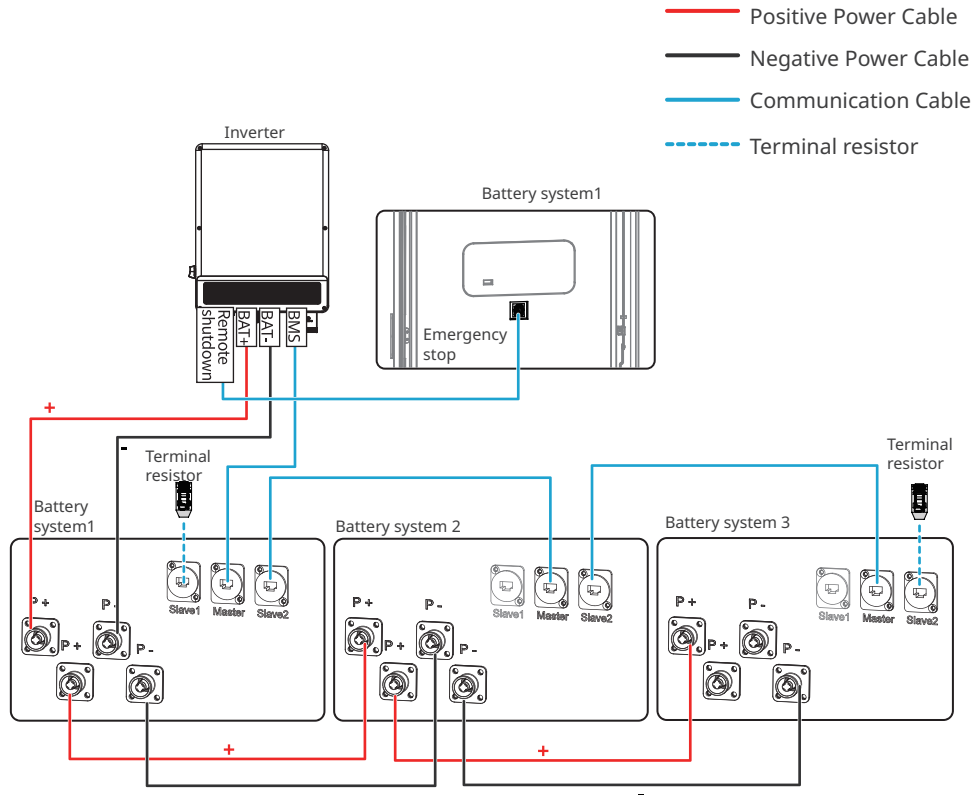 Positive Power Cable
Negative Power Cable
Communication Cable
Terminal resistor
Inverter
Battery system1
Remote
shutdown
BAT+
BAT-
BMS
Emergency
stop
+
-
Terminal
resistor
Terminal
resistor
Battery
system1
Battery system 2
Battery system 3
Slave1 Master Slave2
Slave1 Master Slave2
Slave1 Master Slave2
P + P -
P + P -
P + P -
P + P -
P + P -
P + P -
+
+
-